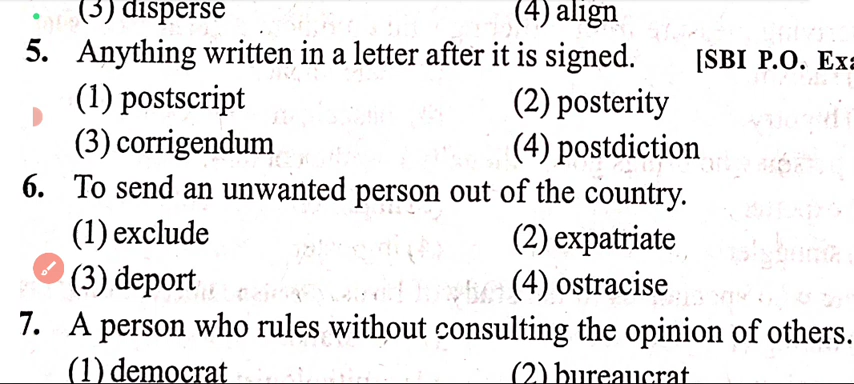 (3) disperse (4) align
5. Anything written in a letter after it is signed. [SBI P.O. Exa
(1) postscript (2) posterity
(3) corrigendum (4) postdiction
6. To send an unwanted person out of the country.
(1) exclude (2) expatriate
(3) deport (4) ostracise
7. A person who rules without consulting the opinion of others.
(1) democrat (2) bureaucrat